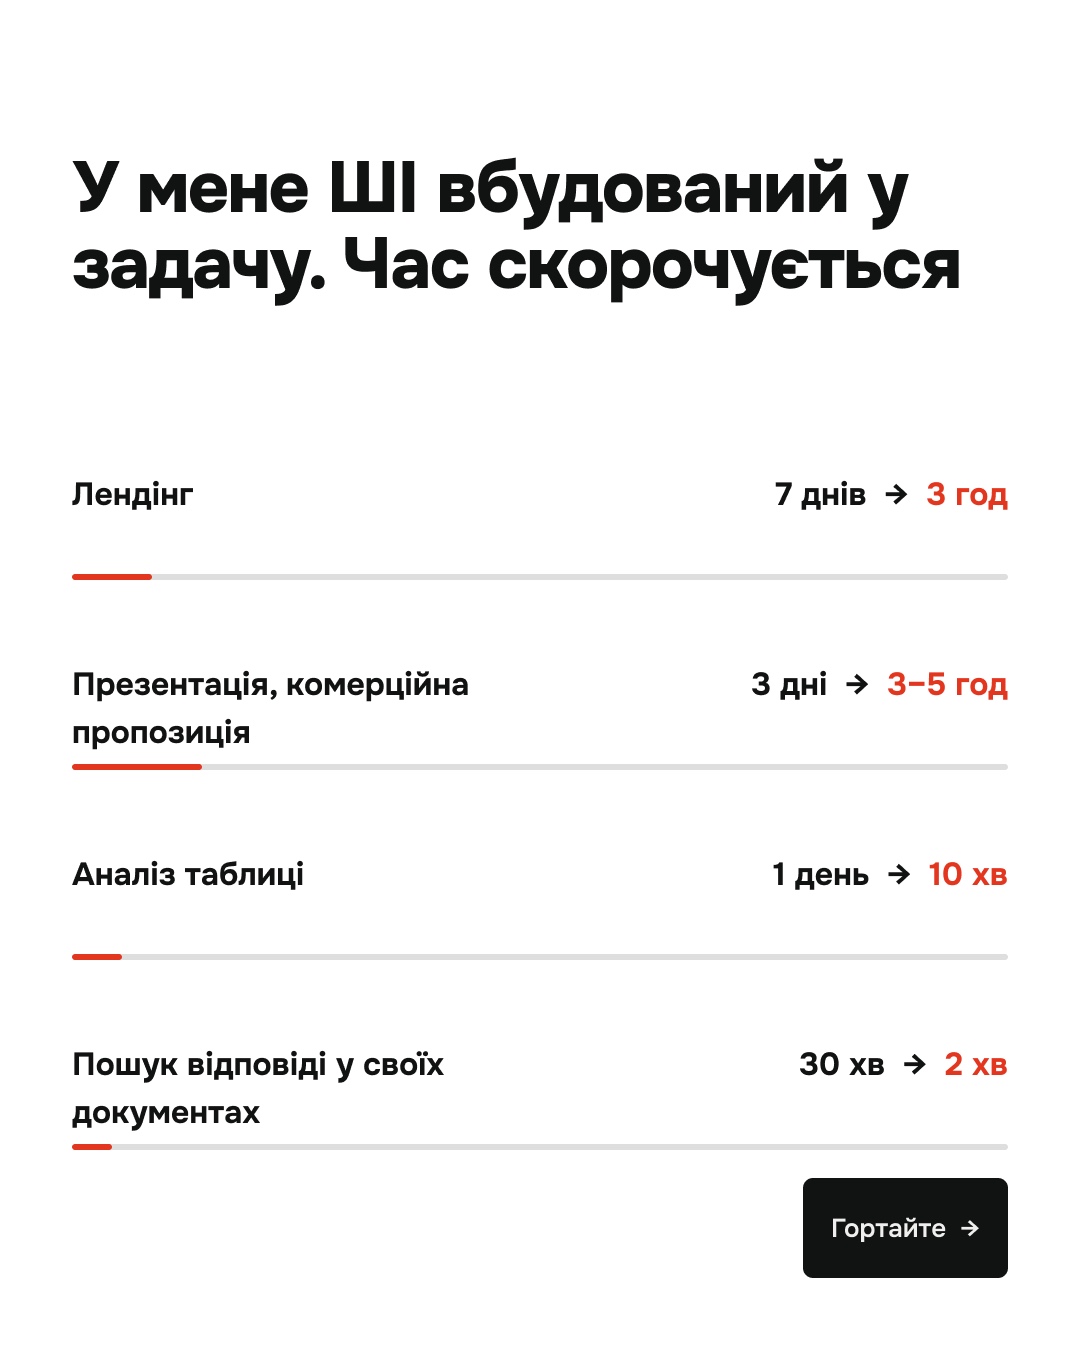 У мене ШІ вбудований у
задачу. Час скорочується
Лендінг
7 днів → 3 год
Презентація, комерційна
пропозиція
3 дні → 3–5 год
Аналіз таблиці
1 день → 10 хв
Пошук відповіді у своїх
документах
30 хв → 2 хв
Гортайте →